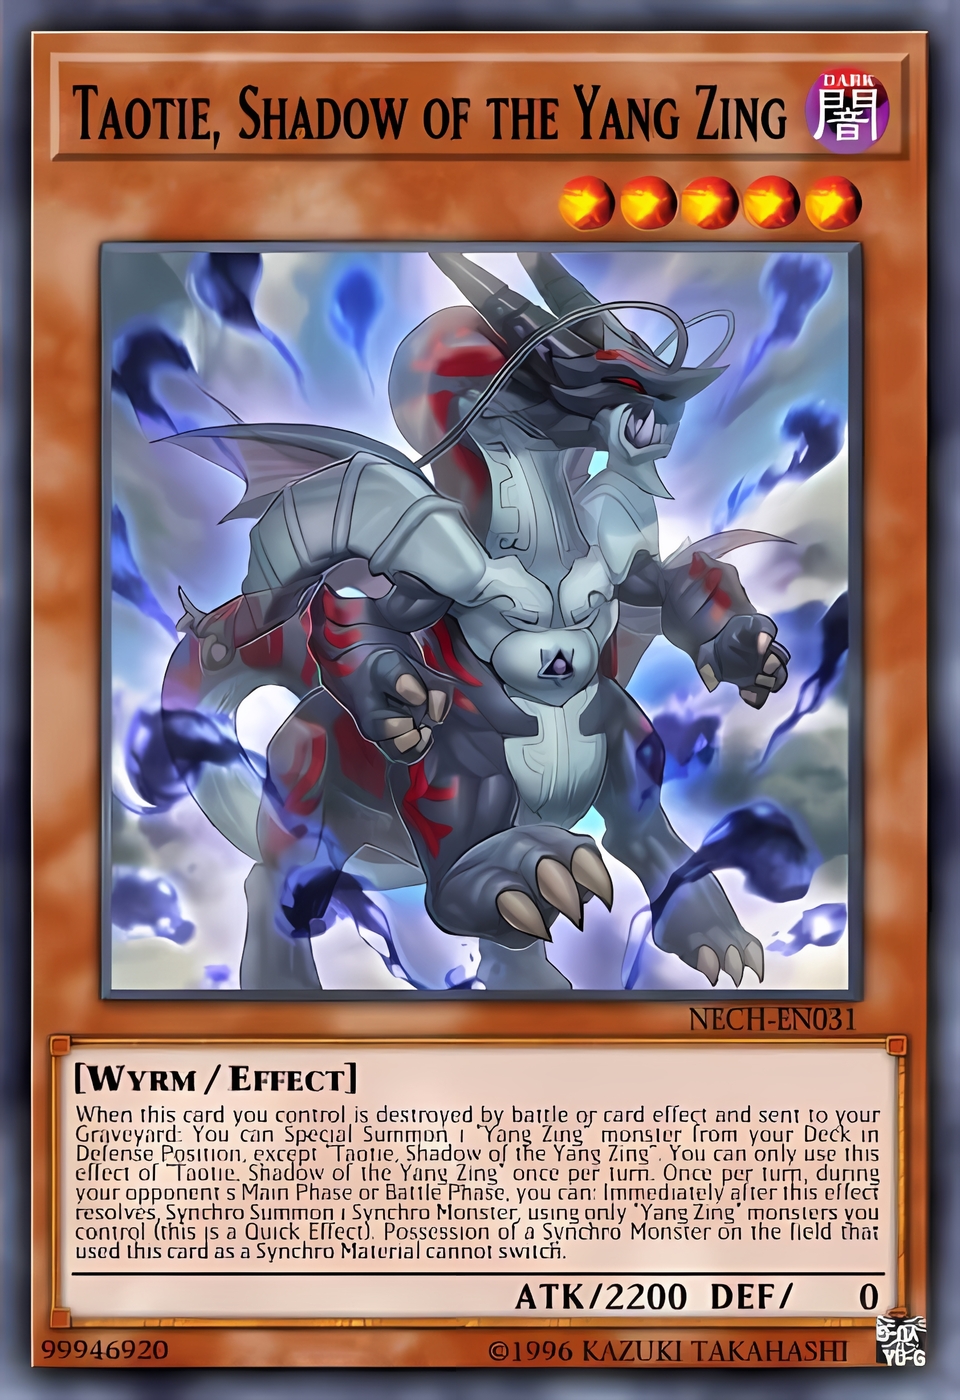 TAOTIE, SHADOW OF THE YANG ZING
DARK
闇
NECH-EN031
[WYRM / EFFECT]
When this card you control is destroyed by battle or card effect and sent to your
Graveyard: You can Special Summon 1 "Yang Zing" monster from your Deck in
Defense Position, except "Taotie, Shadow of the Yang Zing". You can only use this
effect of "Taotie, Shadow of the Yang Zing" once per turn. Once per turn, during
your opponent's Main Phase or Battle Phase, you can: Immediately after this effect
resolves, Synchro Summon 1 Synchro Monster, using only "Yang Zing" monsters you
control (this is a Quick Effect). Possession of a Synchro Monster on the field that
used this card as a Synchro Material cannot switch.
ATK/2200 DEF/ 0
99946920
©1996 KAZUKI TAKAHASHI